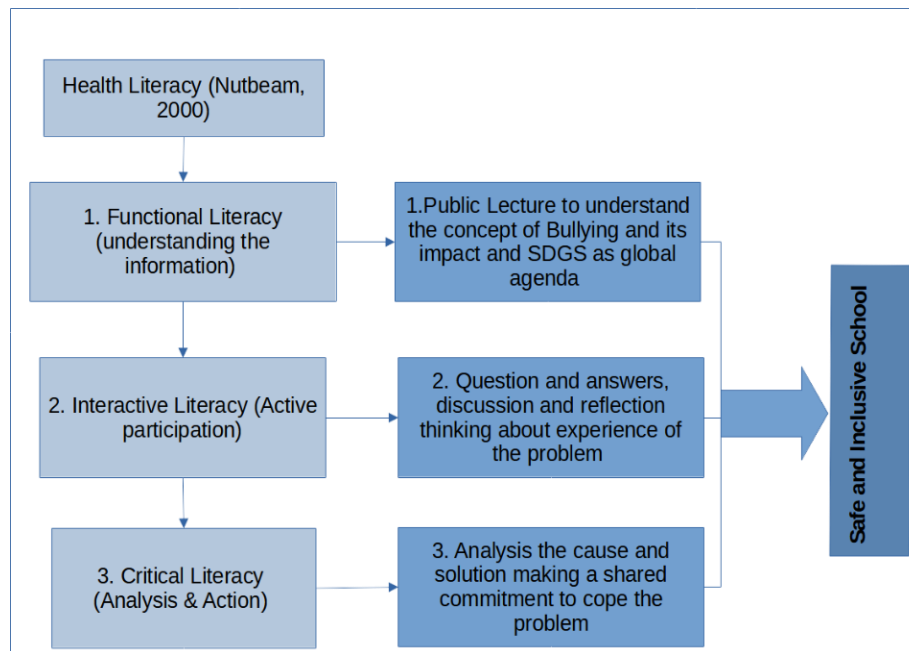 Health Literacy (Nutbeam,
2000)
1. Functional Literacy
(understanding the
information)
1.Public Lecture to understand
the concept of Bullying and its
impact and SDGS as global
agenda
2. Interactive Literacy (Active
participation)
2. Question and answers,
discussion and reflection
thinking about experience of
the problem
3. Critical Literacy
(Analysis & Action)
3. Analysis the cause and
solution making a shared
commitment to cope the
problem
Safe and Inclusive School